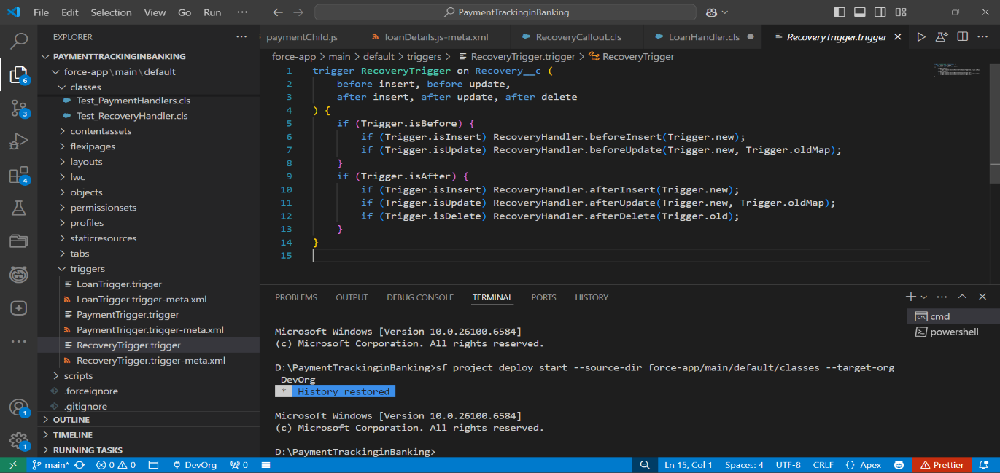 File Edit Selection View Go Run ··· PaymentTrackinginBanking
EXPLORER ···
PAYMENTTRACKINGINBANKING
force-app\main\default
classes
Test_PaymentHandlers.cls
Test_RecoveryHandler.cls
contentassets
flexipages
layouts
lwc
objects
permissionsets
profiles
staticresources
tabs
triggers
LoanTrigger.trigger
LoanTrigger.trigger-meta.xml
PaymentTrigger.trigger
PaymentTrigger.trigger-meta.xml
RecoveryTrigger.trigger
RecoveryTrigger.trigger-meta.xml
scripts
.forceignore
.gitignore
OUTLINE
TIMELINE
RUNNING TASKS
6
3
4
1
1
paymentChild.js loanDetails.js-meta.xml RecoveryCallout.cls LoanHandler.cls RecoveryTrigger.trigger
force-app > main > default > triggers > RecoveryTrigger.trigger > RecoveryTrigger
1 trigger RecoveryTrigger on Recovery__c (
2 before insert, before update,
3 after insert, after update, after delete
4 ) {
5 if (Trigger.isBefore) {
6 if (Trigger.isInsert) RecoveryHandler.beforeInsert(Trigger.new);
7 if (Trigger.isUpdate) RecoveryHandler.beforeUpdate(Trigger.new, Trigger.oldMap);
8 }
9 if (Trigger.isAfter) {
10 if (Trigger.isInsert) RecoveryHandler.afterInsert(Trigger.new);
11 if (Trigger.isUpdate) RecoveryHandler.afterUpdate(Trigger.new, Trigger.oldMap);
12 if (Trigger.isDelete) RecoveryHandler.afterDelete(Trigger.old);
13 }
14 }
15
PROBLEMS OUTPUT DEBUG CONSOLE TERMINAL PORTS HISTORY
cmd
powershell
Microsoft Windows [Version 10.0.26100.6584]
(c) Microsoft Corporation. All rights reserved.
D:\PaymentTrackinginBanking>sf project deploy start --source-dir force-app/main/default/classes --target-org
DevOrg
* History restored
Microsoft Windows [Version 10.0.26100.6584]
(c) Microsoft Corporation. All rights reserved.
D:\PaymentTrackinginBanking>
main* 0 0 DevOrg 0 Ln 15, Col 1 Spaces: 4 UTF-8 CRLF {} Apex Prettier